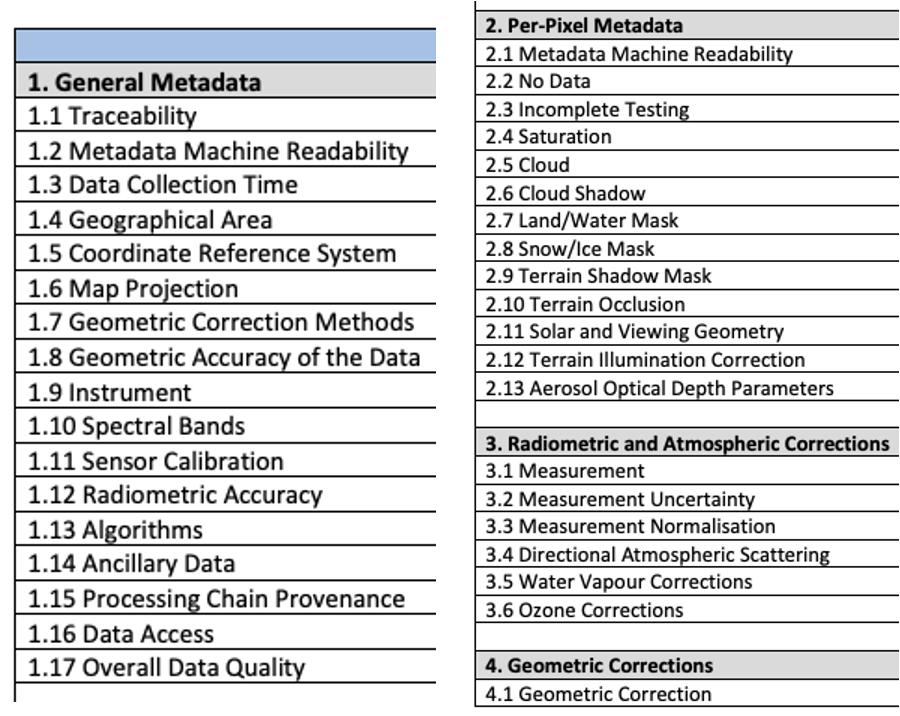 1. General Metadata
1.1 Traceability
1.2 Metadata Machine Readability
1.3 Data Collection Time
1.4 Geographical Area
1.5 Coordinate Reference System
1.6 Map Projection
1.7 Geometric Correction Methods
1.8 Geometric Accuracy of the Data
1.9 Instrument
1.10 Spectral Bands
1.11 Sensor Calibration
1.12 Radiometric Accuracy
1.13 Algorithms
1.14 Ancillary Data
1.15 Processing Chain Provenance
1.16 Data Access
1.17 Overall Data Quality
2. Per-Pixel Metadata
2.1 Metadata Machine Readability
2.2 No Data
2.3 Incomplete Testing
2.4 Saturation
2.5 Cloud
2.6 Cloud Shadow
2.7 Land/Water Mask
2.8 Snow/Ice Mask
2.9 Terrain Shadow Mask
2.10 Terrain Occlusion
2.11 Solar and Viewing Geometry
2.12 Terrain Illumination Correction
2.13 Aerosol Optical Depth Parameters
3. Radiometric and Atmospheric Corrections
3.1 Measurement
3.2 Measurement Uncertainty
3.3 Measurement Normalisation
3.4 Directional Atmospheric Scattering
3.5 Water Vapour Corrections
3.6 Ozone Corrections
4. Geometric Corrections
4.1 Geometric Correction